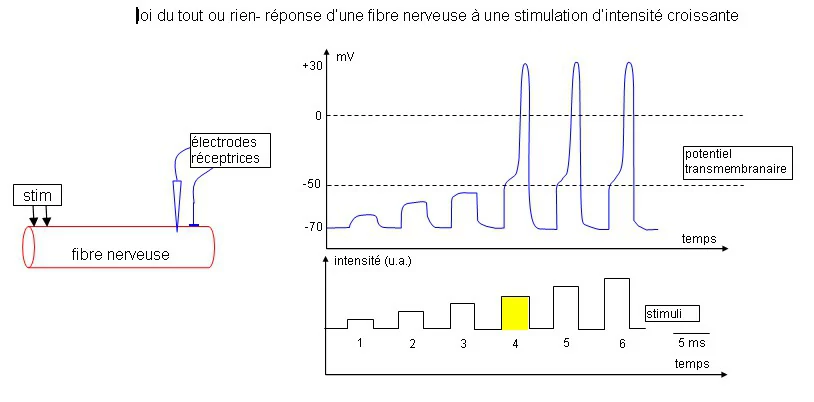 loi du tout ou rien- réponse d'une fibre nerveuse à une stimulation d'intensité croissante
mV
+30
0
-50
-70
potentiel
transmembranaire
temps
électrodes
réceptrices
stim
fibre nerveuse
intensité (u.a.)
stimuli
1 2 3 4 5 6
5 ms
temps